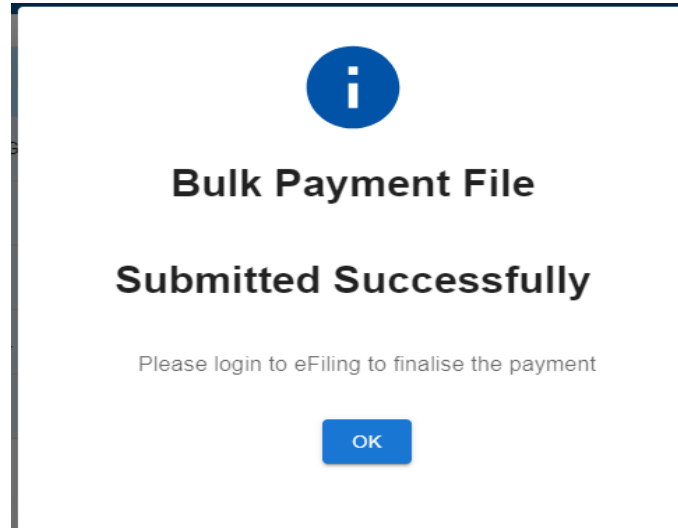 Bulk Payment File
Submitted Successfully
Please login to eFiling to finalise the payment
OK